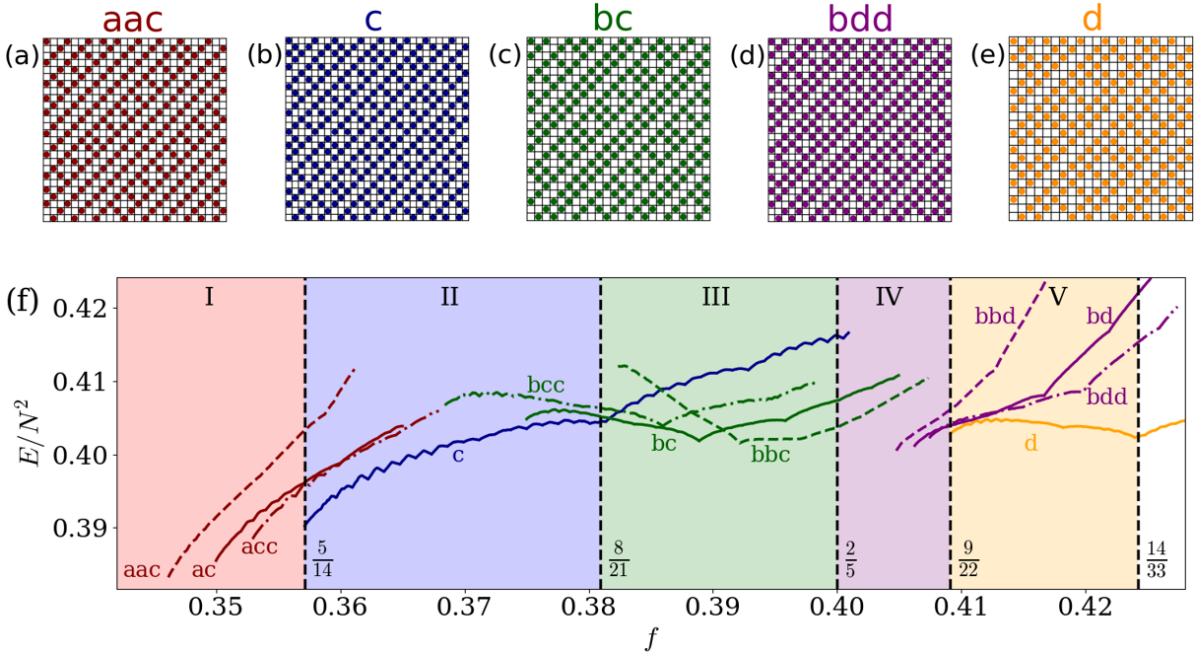 aac c bc bdd d
(a) (b) (c) (d) (e)
(f) I II III IV V
0.42
0.41
0.40
0.39
E/N²
bbd bd
bcc
bdd
c bc bbc d
acc
aac ac
5/14 8/21 2/5 9/22 14/33
0.35 0.36 0.37 0.38 0.39 0.40 0.41 0.42
f